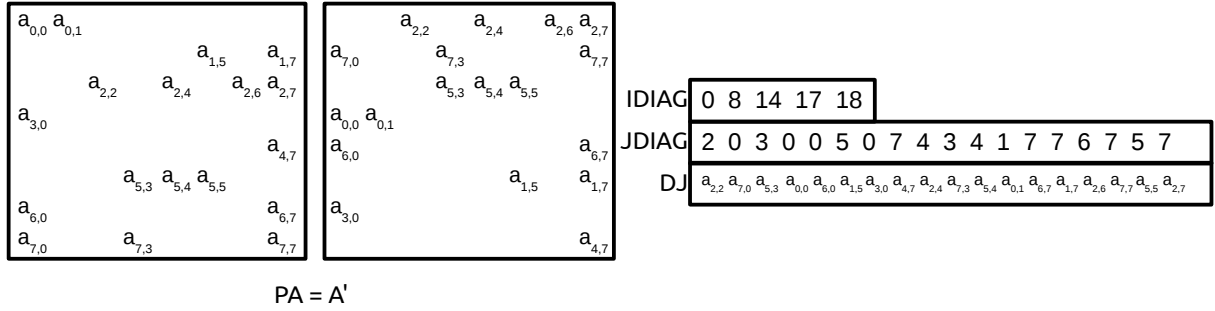 a0,0 a0,1
a1,5 a1,7
a2,2 a2,4 a2,6 a2,7
a3,0
a4,7
a5,3 a5,4 a5,5
a6,0 a6,7
a7,0 a7,3 a7,7
a2,2 a2,4 a2,6 a2,7
a7,0 a7,3 a7,7
a5,3 a5,4 a5,5
a0,0 a0,1
a6,0 a6,7
a1,5 a1,7
a3,0
a4,7
IDIAG 0 8 14 17 18
JDIAG 2 0 3 0 0 5 0 7 4 3 4 1 7 7 6 7 5 7
DJ a2,2 a7,0 a5,3 a0,0 a6,0 a1,5 a3,0 a4,7 a2,4 a7,3 a5,4 a0,1 a6,7 a1,7 a2,6 a7,7 a5,5 a2,7
PA = A'